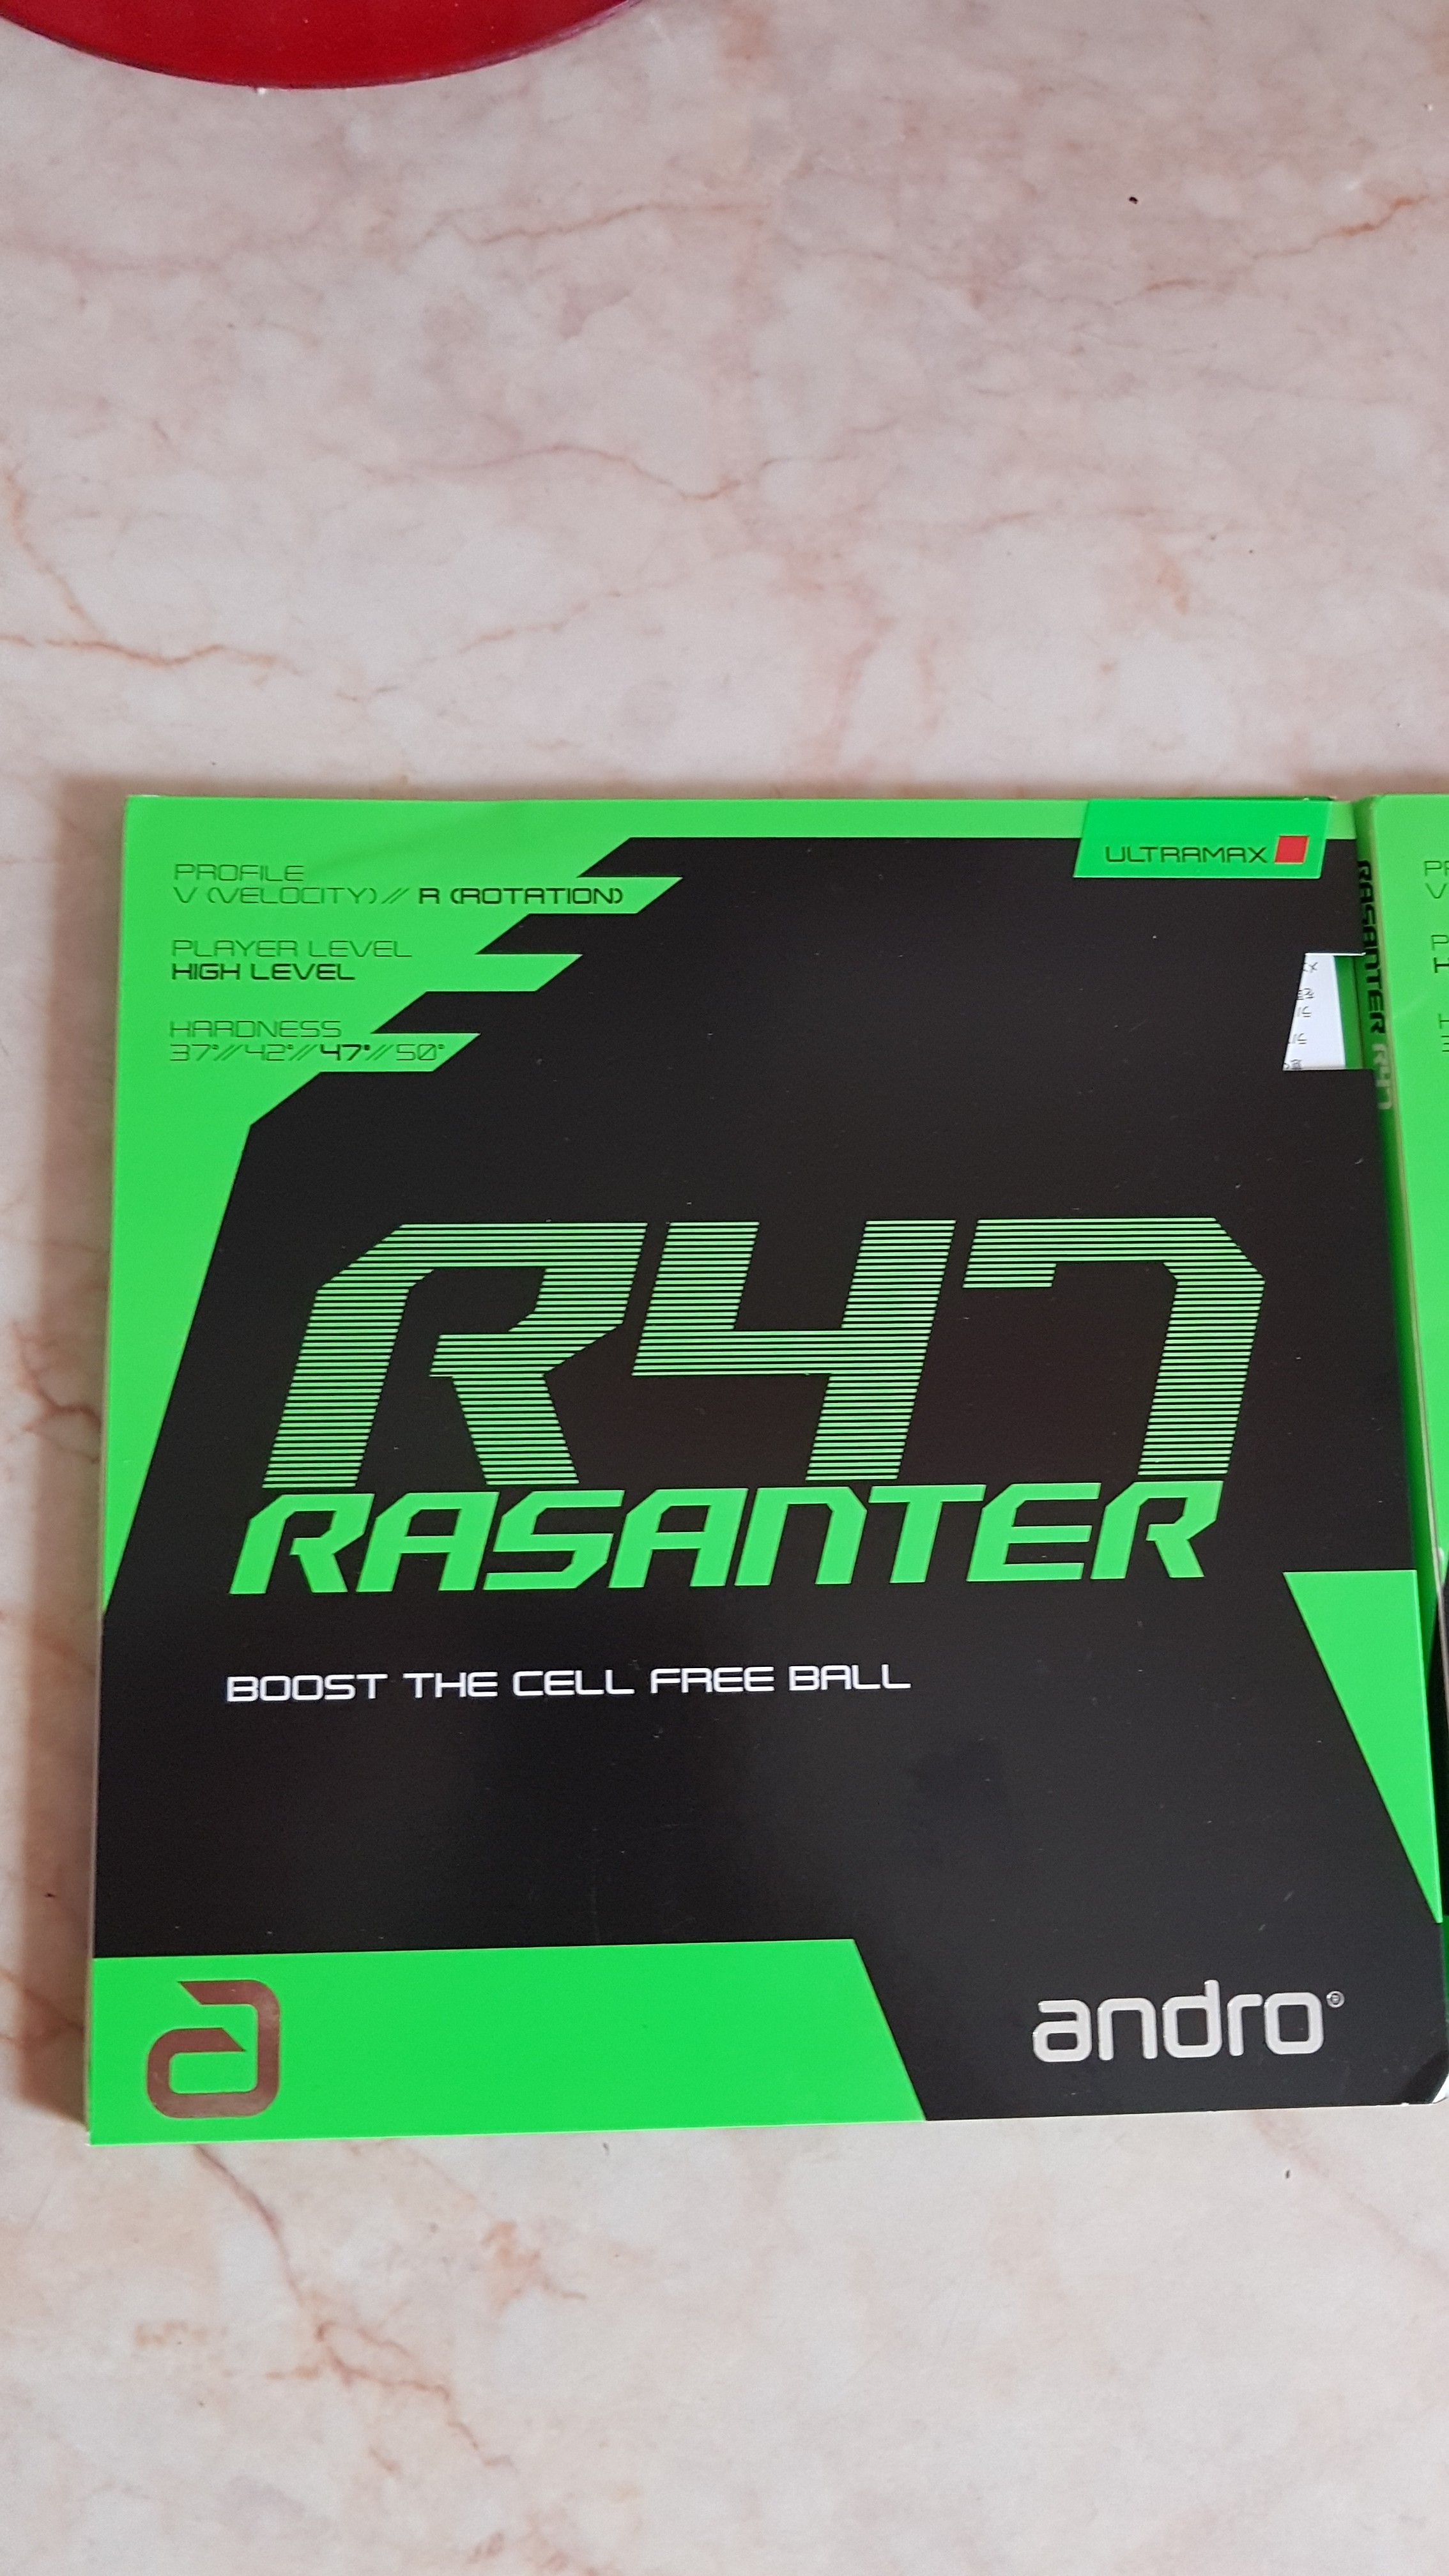 PROFILE
V (VELOCITY) // R (ROTATION)
PLAYER LEVEL
HIGH LEVEL
HARDNESS
37°//42°//47°//50°
ULTRAMAX
R47
RASANTER
BOOST THE CELL FREE BALL
a
andro®
RASANTER R47